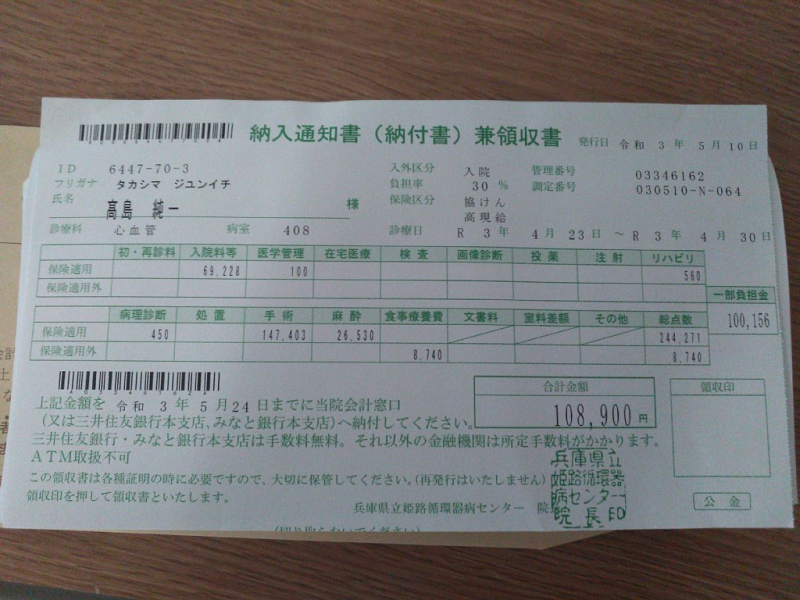 納入通知書（納付書）兼領収書
発行日 令和 3 年 5 月 10 日
ID 6447-70-3
フリガナ タカシマ ジユンイチ
氏名 髙島 純一 様
診療科 心血管 病室 408
入外区分 入院
負担率 30 %
保険区分 協けん
高現給
管理番号 03346162
調定番号 030510-N-064
診療日 R 3 年 4 月 23 日 ～ R 3 年 4 月 30 日
初・再診料 入院料等 医学管理 在宅医療 検査 画像診断 投薬 注射 リハビリ
保険適用 69,228 100 560
保険適用外
一部負担金
100,156
病理診断 処置 手術 麻酔 食事療養費 文書料 室料差額 その他 総点数
保険適用 450 147,403 26,530 244,271
保険適用外 8,740 8,740
合計金額
108,900 円
領収印
上記金額を 令和 3 年 5 月 24 日までに当院会計窓口
（又は三井住友銀行本支店､みなと銀行本支店）へ納付してください。
三井住友銀行・みなと銀行本支店は手数料無料。それ以外の金融機関は所定手数料がかかります。
ATM取扱不可
この領収書は各種証明の時に必要ですので、大切に保管してください。（再発行はいたしません）
領収印を押して領収書といたします。
兵庫県立姫路循環器病センター 院長
兵庫県立
姫路循環器
病センター
院長印
公金
（切り取らないでください）